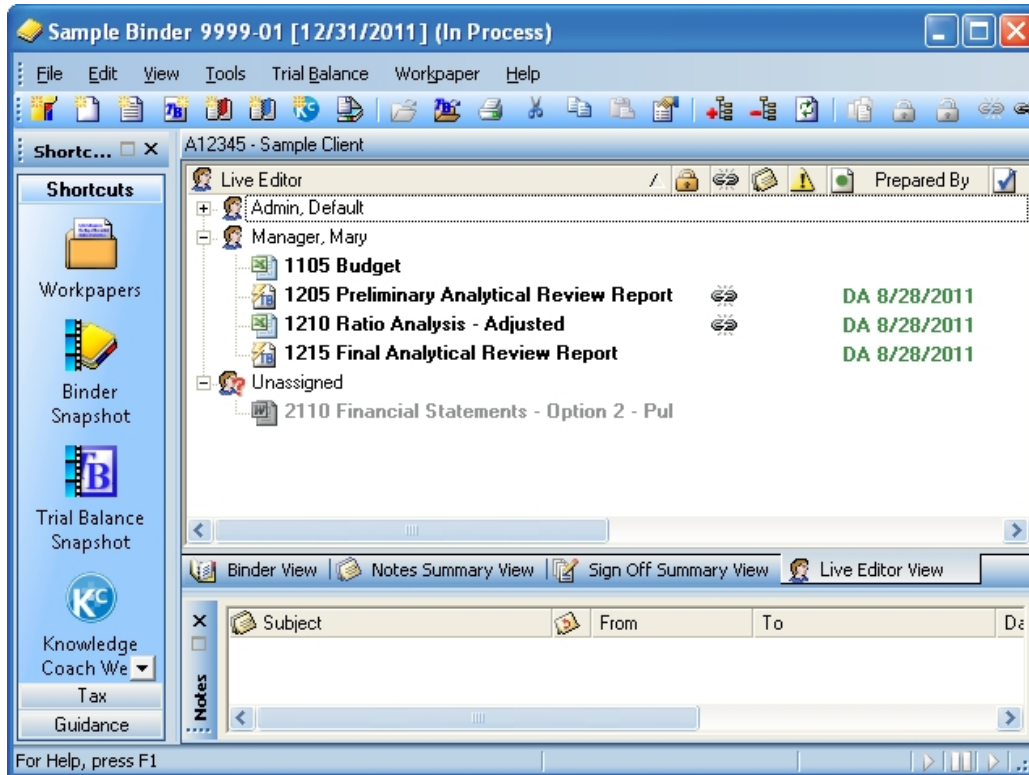 Sample Binder 9999-01 [12/31/2011] (In Process)
File Edit View Tools Trial Balance Workpaper Help
Shortc...
A12345 - Sample Client
Shortcuts
Live Editor Prepared By
Admin, Default
Manager, Mary
1105 Budget
1205 Preliminary Analytical Review Report DA 8/28/2011
1210 Ratio Analysis - Adjusted DA 8/28/2011
1215 Final Analytical Review Report DA 8/28/2011
Unassigned
2110 Financial Statements - Option 2 - Pul
Workpapers
Binder
Snapshot
TB
Trial Balance
Snapshot
KC
Knowledge
Coach We
Tax
Guidance
Binder View Notes Summary View Sign Off Summary View Live Editor View
Notes
Subject From To Da
For Help, press F1